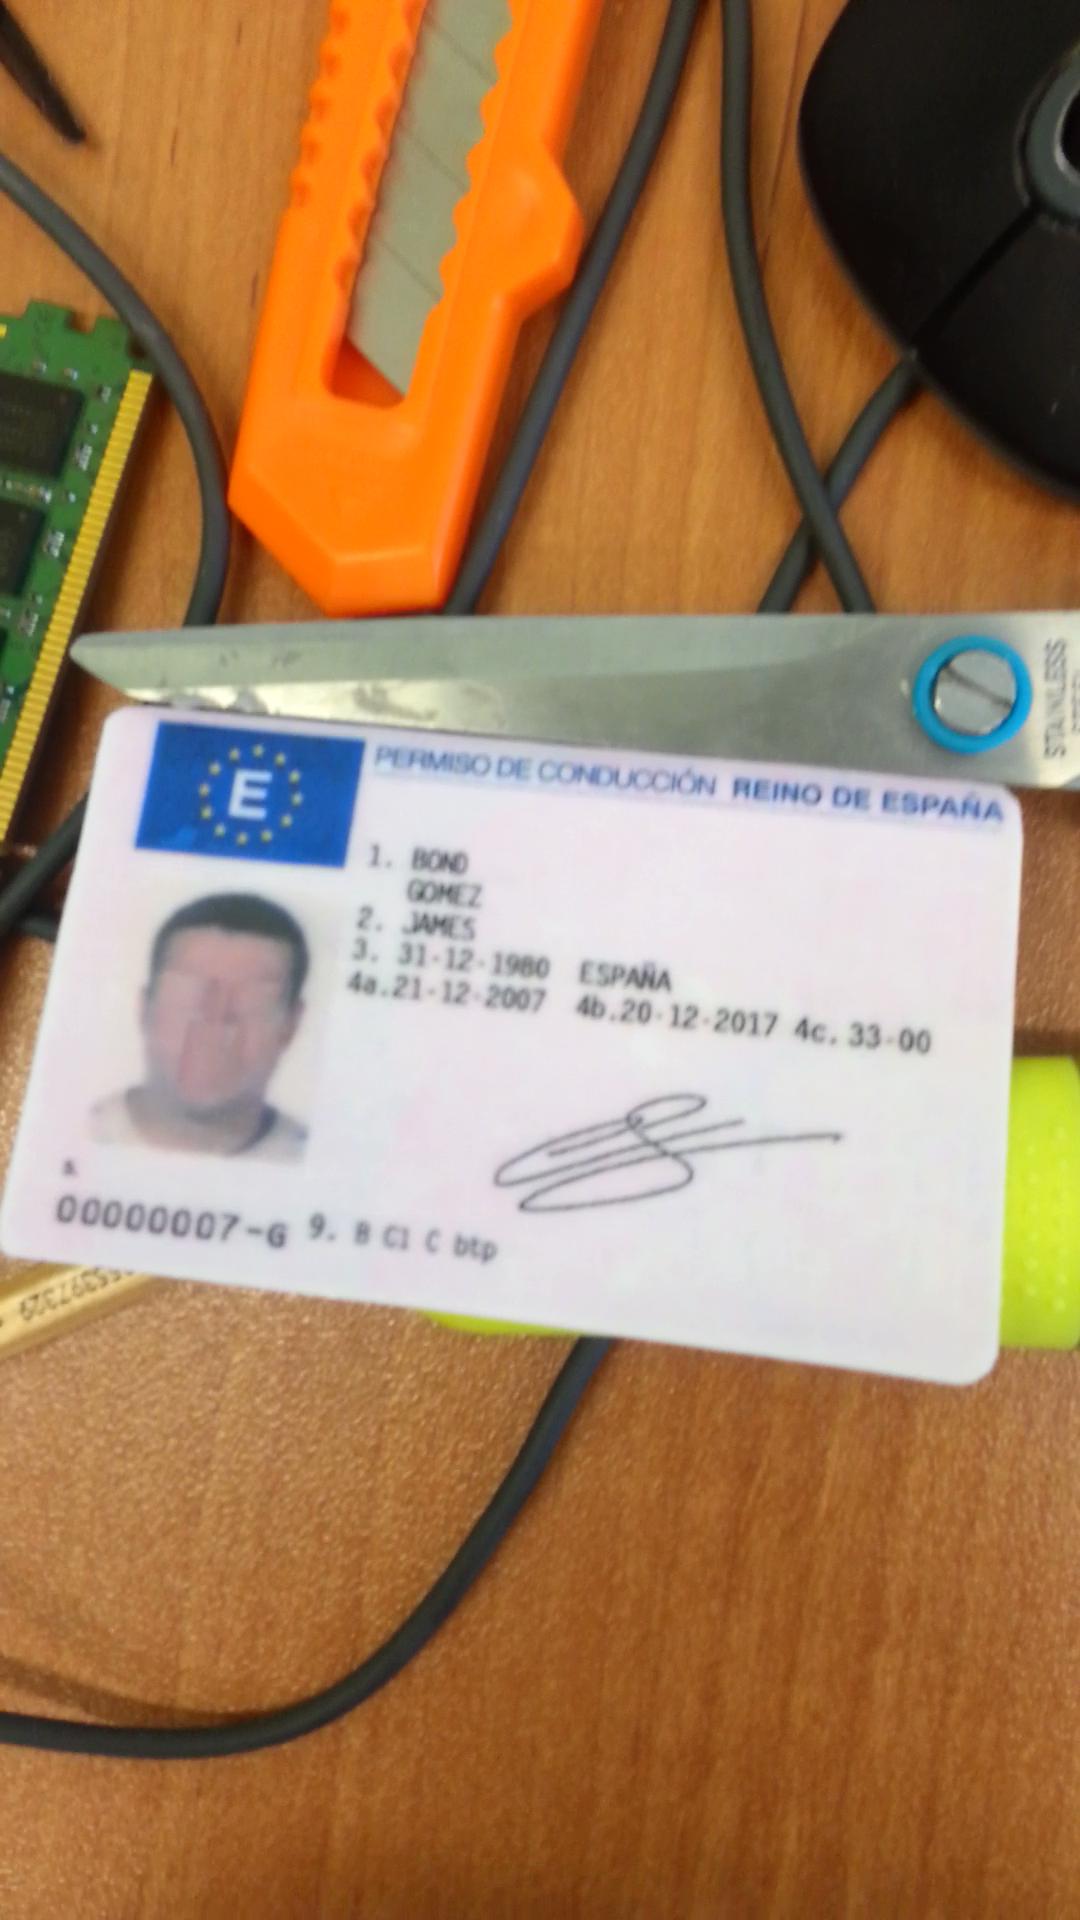 STAINLESS
E
PERMISO DE CONDUCCIÓN REINO DE ESPAÑA
1. BOND
GOMEZ
2. JAMES
3. 31-12-1980 ESPAÑA
4a.21-12-2007 4b.20-12-2017 4c. 33-00
5.
00000007-G 9. B C1 C btp